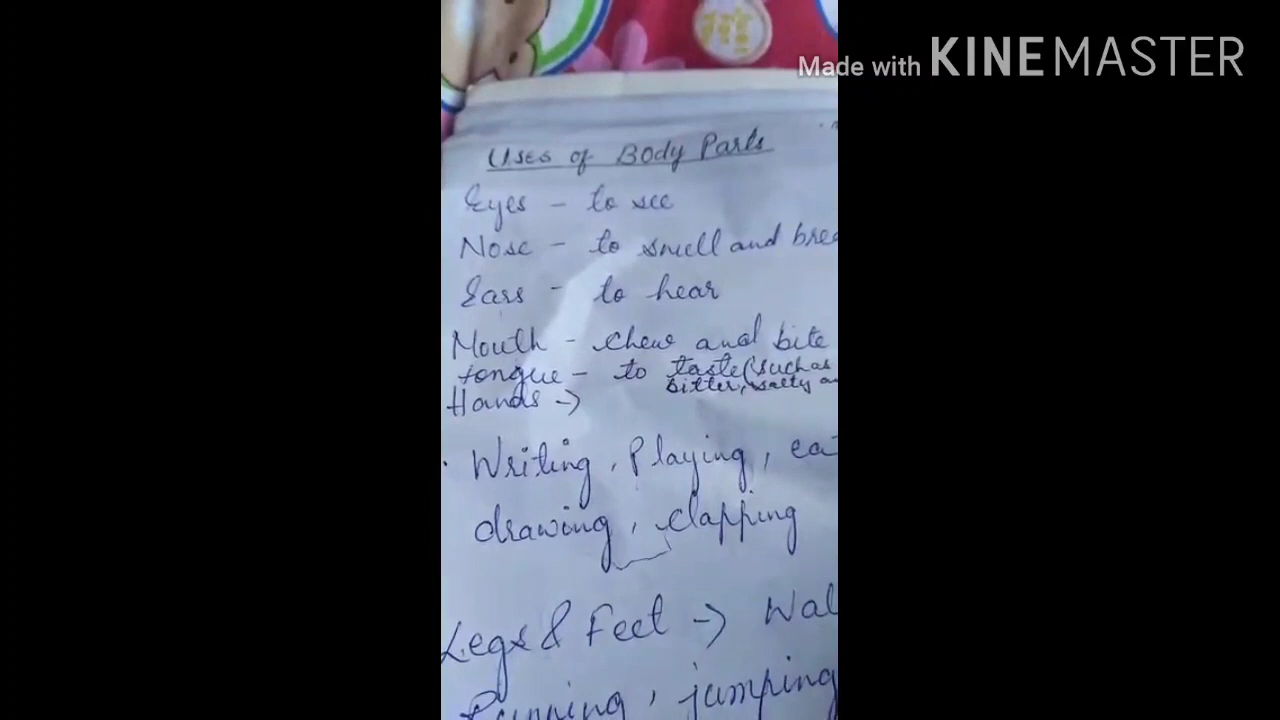 Made with KINEMASTER
Uses of Body Parts
Eyes - to see
Nose - to smell and brea
Ears - to hear
Mouth - chew and bite
tongue - to taste (such as
bitter, salty a
Hands →
. Writing, Playing, ea
drawing, clapping
Legs & Feet → Wal
Running, jumping